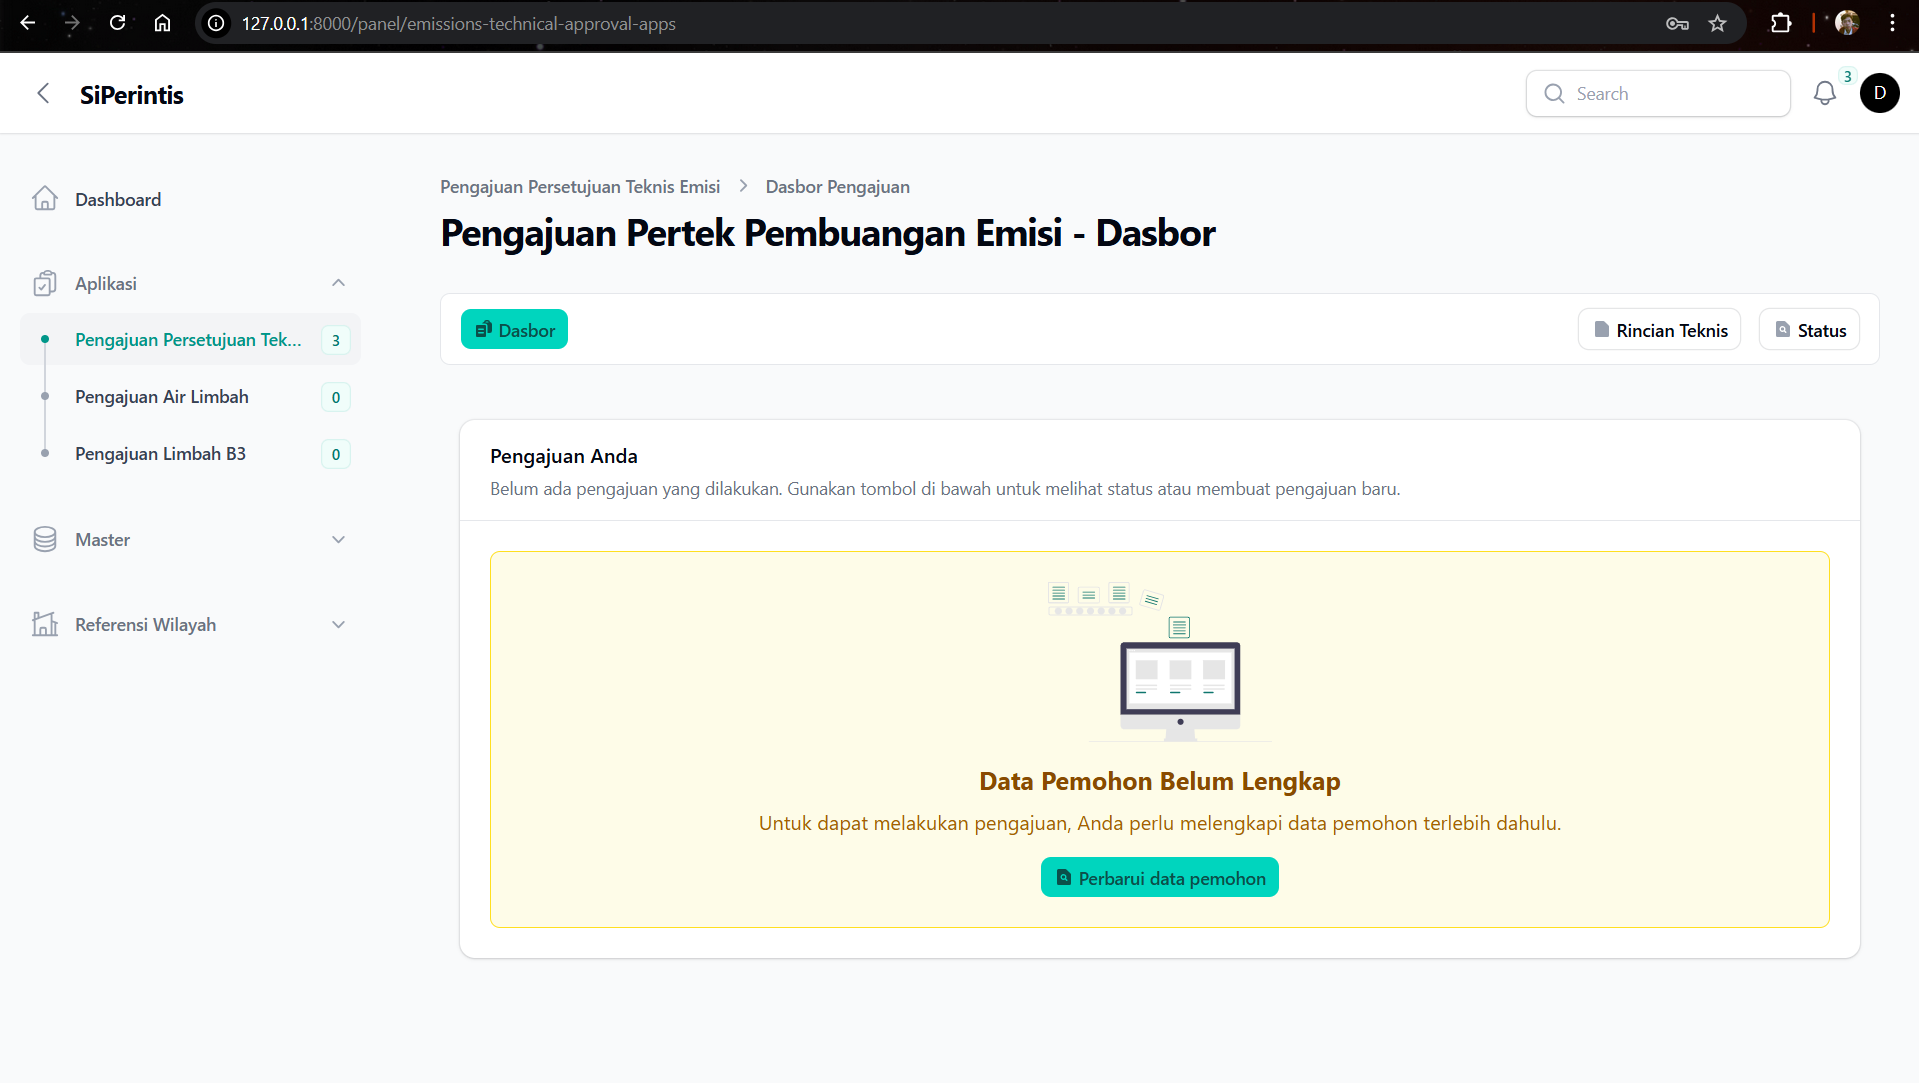 127.0.0.1:8000/panel/emissions-technical-approval-apps
SiPerintis
Search
3
D
Dashboard
Aplikasi
Pengajuan Persetujuan Tek... 3
Pengajuan Air Limbah 0
Pengajuan Limbah B3 0
Master
Referensi Wilayah
Pengajuan Persetujuan Teknis Emisi > Dasbor Pengajuan
Pengajuan Pertek Pembuangan Emisi - Dasbor
Dasbor
Rincian Teknis
Status
Pengajuan Anda
Belum ada pengajuan yang dilakukan. Gunakan tombol di bawah untuk melihat status atau membuat pengajuan baru.
Data Pemohon Belum Lengkap
Untuk dapat melakukan pengajuan, Anda perlu melengkapi data pemohon terlebih dahulu.
Perbarui data pemohon